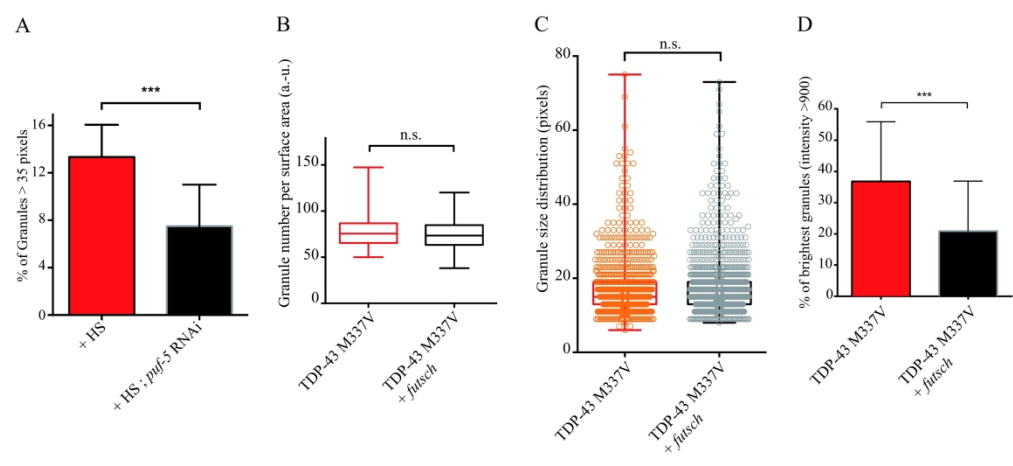 A
% of Granules > 35 pixels
16
12
8
4
0
***
+ HS
+ HS ; puf-5 RNAi
B
Granule number per surface area (a.-u.)
150
100
50
0
n.s.
TDP-43 M337V
TDP-43 M337V
+ futsch
C
Granule size distribution (pixels)
80
60
40
20
0
n.s.
TDP-43 M337V
TDP-43 M337V
+ futsch
D
% of brightest granules (intensity >900)
60
50
40
30
20
10
0
***
TDP-43 M337V
TDP-43 M337V
+ futsch